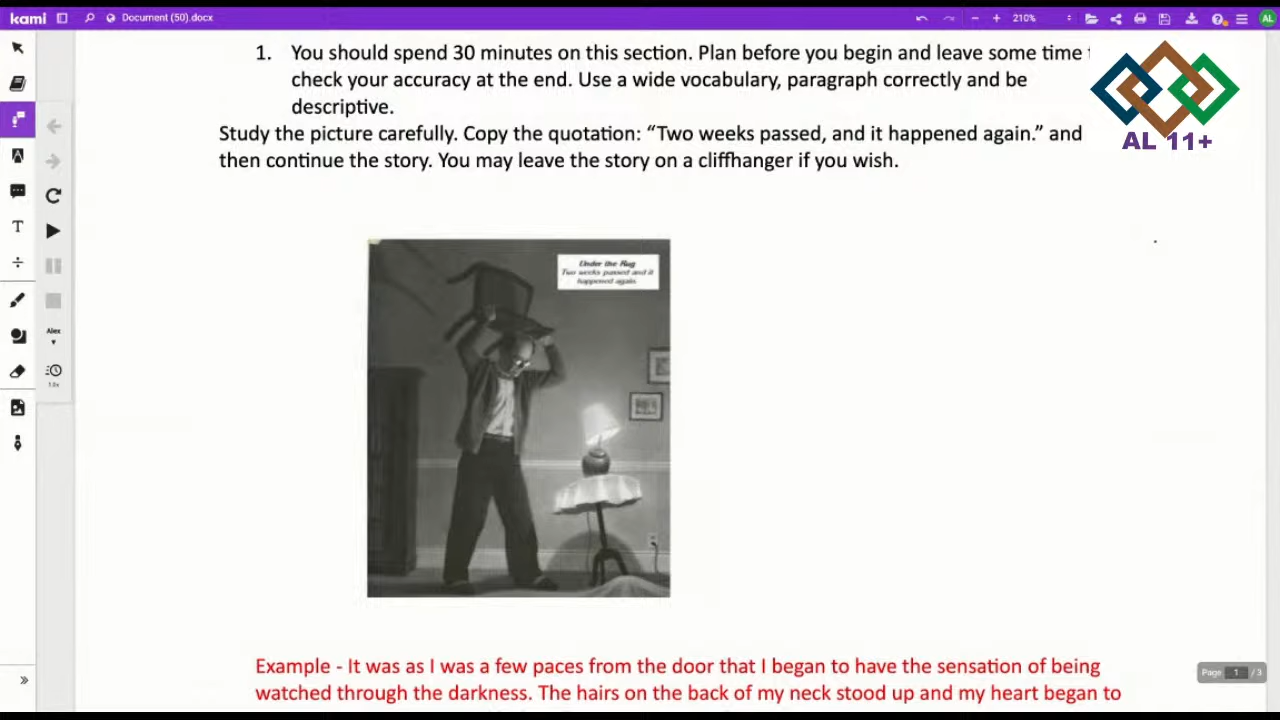 kami Document (50).docx 210% AL
1. You should spend 30 minutes on this section. Plan before you begin and leave some time
check your accuracy at the end. Use a wide vocabulary, paragraph correctly and be
descriptive.
Study the picture carefully. Copy the quotation: “Two weeks passed, and it happened again.” and
then continue the story. You may leave the story on a cliffhanger if you wish.
AL 11+
Under the Rug
Two weeks passed and it
happened again.
Alex
1.0x
Example - It was as I was a few paces from the door that I began to have the sensation of being
watched through the darkness. The hairs on the back of my neck stood up and my heart began to
Page 1 / 3